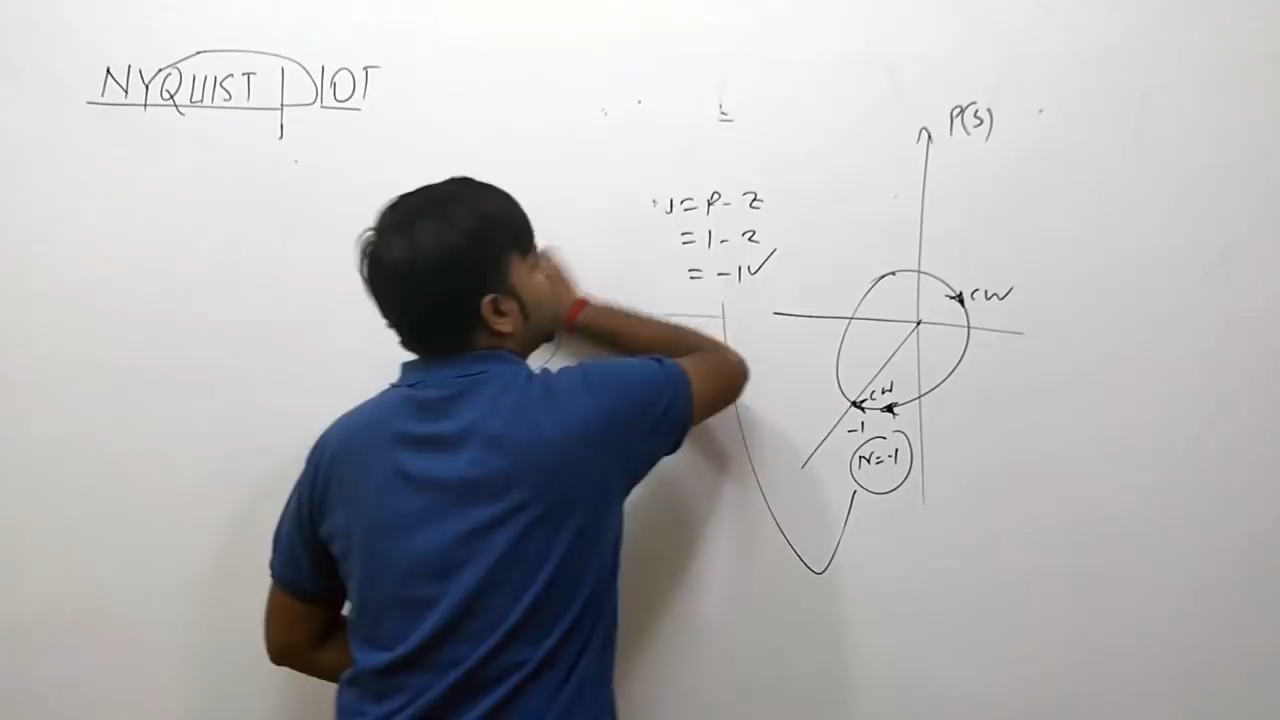 NYQUIST PLOT
P(s)
= P - Z
= 1 - 2
= -1 ✓
CW
CW
-1
N=-1